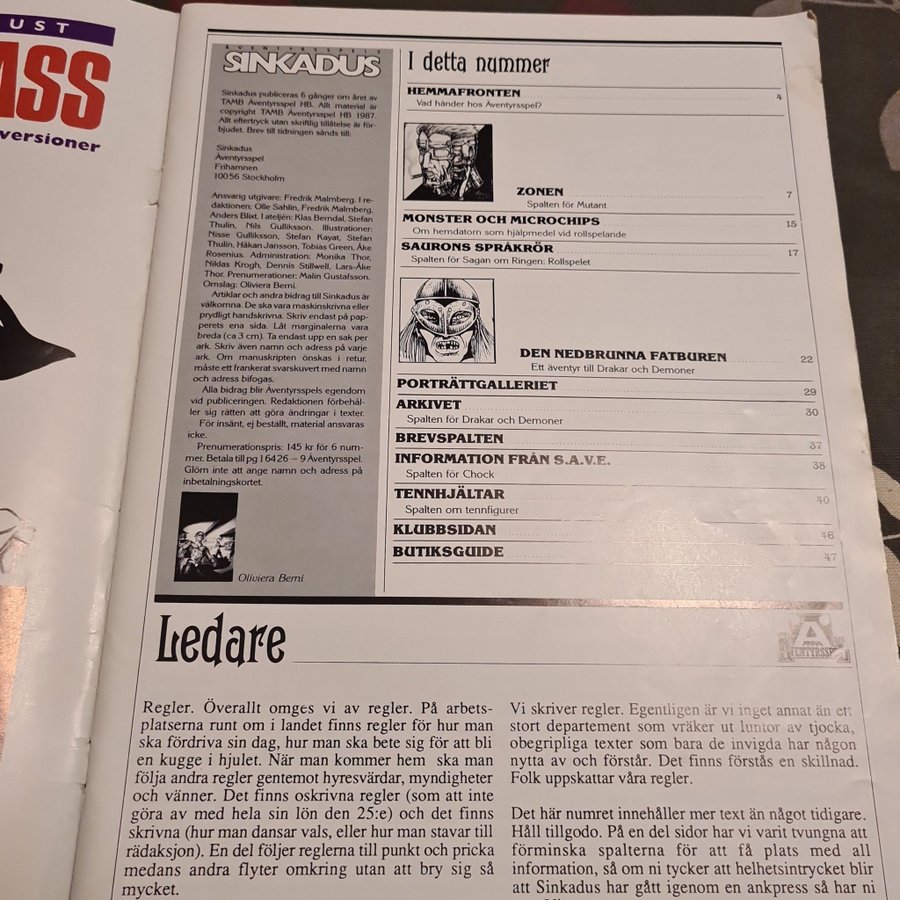 UST
ASS
versioner
ÄVENTYRSSPELS
SINKADUS
Sinkadus publiceras 6 gånger om året av
TAMB Äventyrsspel HB. Allt material är
copyright TAMB Äventyrsspel HB 1987.
Allt eftertryck utan skriftlig tillåtelse är för-
bjudet. Brev till tidningen sänds till:
Sinkadus
Äventyrsspel
Frihamnen
10056 Stockholm
Ansvarig utgivare: Fredrik Malmberg, I re-
daktionen: Olle Sahlin, Fredrik Malmberg,
Anders Blixt. I ateljén: Klas Berndal, Stefan
Thulin, Nils Gulliksson. Illustrationer:
Nisse Gulliksson, Stefan Kayat, Stefan
Thulin, Håkan Jansson, Tobias Green, Åke
Rosenius. Administration: Monika Thor,
Niklas Krogh, Dennis Stillwell, Lars-Åke
Thor. Prenumerationer: Malin Gustafsson.
Omslag: Oliviera Berni.
Artiklar och andra bidrag till Sinkadus är
välkomna. De ska vara maskinskrivna eller
prydligt handskrivna. Skriv endast på pap-
perets ena sida. Låt marginalerna vara
breda (ca 3 cm). Ta endast upp en sak per
ark. Skriv även namn och adress på varje
ark. Om manuskripten önskas i retur,
måste ett frankerat svarskuvert med namn
och adress bifogas.
Alla bidrag blir Äventyrsspels egendom
vid publiceringen. Redaktionen förbehål-
ler sig rätten att göra ändringar i texter.
För insänt, ej beställt, material ansvaras
icke.
Prenumerationspris: 145 kr för 6 num-
mer. Betala till pg 16426 – 9 Äventyrsspel.
Glöm inte att ange namn och adress på
inbetalningskortet.
Oliviera Berni
I detta nummer
HEMMAFRONTEN 4
Vad händer hos Äventyrsspel?
ZONEN 7
Spalten för Mutant
MONSTER OCH MICROCHIPS 15
Om hemdatorn som hjälpmedel vid rollspelande
SAURONS SPRÅKRÖR 17
Spalten för Sagan om Ringen: Rollspelet
DEN NEDBRUNNA FATBUREN 22
Ett äventyr till Drakar och Demoner
PORTRÄTTGALLERIET 29
ARKIVET 30
Spalten för Drakar och Demoner
BREVSPALTEN 37
INFORMATION FRÅN S.A.V.E. 38
Spalten för Chock
TENNHJÄLTAR 40
Spalten om tennfigurer
KLUBBSIDAN 46
BUTIKSGUIDE 47
Ledare
A
ÄVENTYRSSPEL
Regler. Överallt omges vi av regler. På arbets-
platserna runt om i landet finns regler för hur man
ska fördriva sin dag, hur man ska bete sig för att bli
en kugge i hjulet. När man kommer hem ska man
följa andra regler gentemot hyresvärdar, myndigheter
och vänner. Det finns oskrivna regler (som att inte
göra av med hela sin lön den 25:e) och det finns
skrivna (hur man dansar vals, eller hur man stavar till
rädaksjon). En del följer reglerna till punkt och pricka
medans andra flyter omkring utan att bry sig så
mycket.
Vi skriver regler. Egentligen är vi inget annat än ett
stort departement som vräker ut luntor av tjocka,
obegripliga texter som bara de invigda har någon
nytta av och förstår. Det finns förstås en skillnad.
Folk uppskattar våra regler.
Det här numret innehåller mer text än något tidigare.
Håll tillgodo. På en del sidor har vi varit tvungna att
förminska spalterna för att få plats med all
information, så om ni tycker att helhetsintrycket blir
att Sinkadus har gått igenom en ankpress så har ni